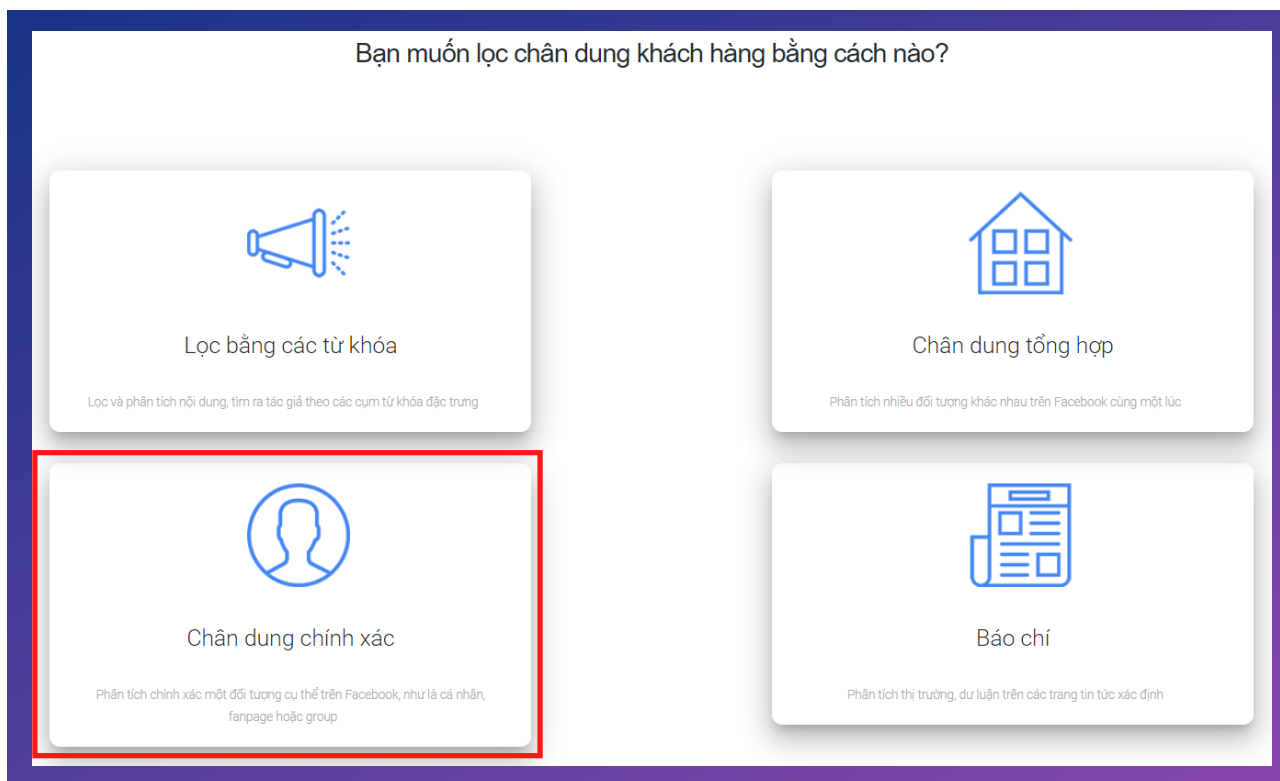 Bạn muốn lọc chân dung khách hàng bằng cách nào?
Lọc bằng các từ khóa
Lọc và phân tích nội dung, tìm ra tác giả theo các cụm từ khóa đặc trưng
Chân dung tổng hợp
Phân tích nhiều đối tượng khác nhau trên Facebook cùng một lúc
Chân dung chính xác
Phân tích chính xác một đối tượng cụ thể trên Facebook, như là cá nhân,
fanpage hoặc group
Báo chí
Phân tích thị trường, dư luận trên các trang tin tức xác định